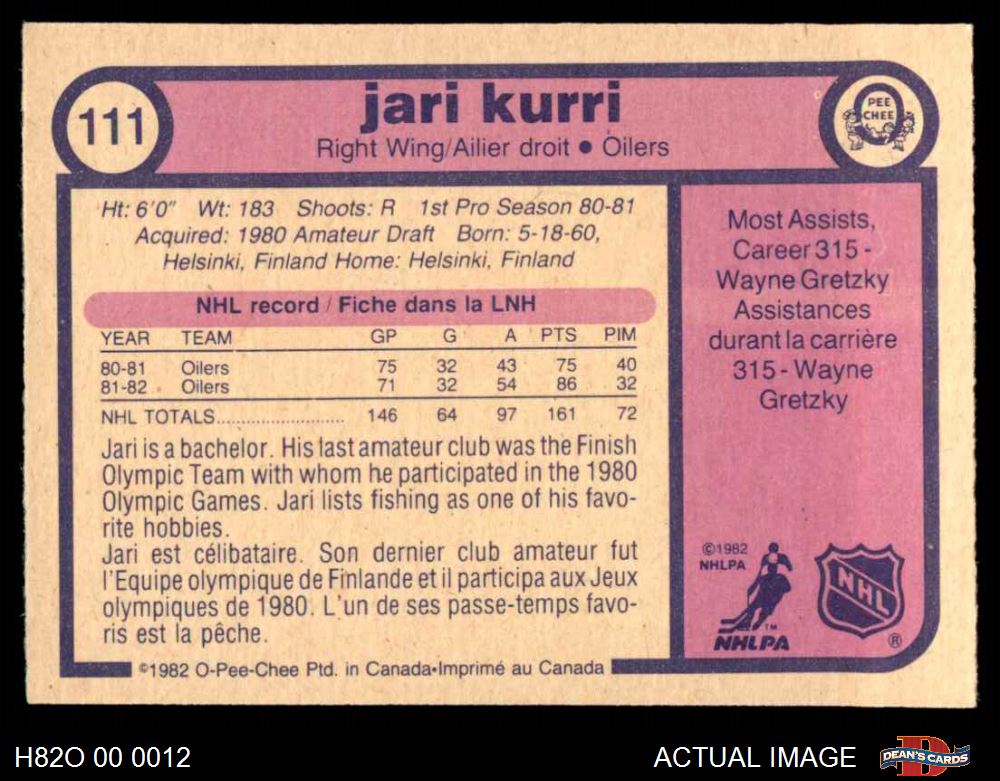 111
jari kurri
Right Wing/Ailier droit ● Oilers
PEE
CHEE
Ht: 6'0" Wt: 183 Shoots: R 1st Pro Season 80-81
Acquired: 1980 Amateur Draft Born: 5-18-60,
Helsinki, Finland Home: Helsinki, Finland
NHL record / Fiche dans la LNH
YEAR TEAM GP G A PTS PIM
80-81 Oilers 75 32 43 75 40
81-82 Oilers 71 32 54 86 32
NHL TOTALS........................ 146 64 97 161 72
Jari is a bachelor. His last amateur club was the Finish
Olympic Team with whom he participated in the 1980
Olympic Games. Jari lists fishing as one of his favo-
rite hobbies.
Jari est célibataire. Son dernier club amateur fut
l'Equipe olympique de Finlande et il participa aux Jeux
olympiques de 1980. L'un de ses passe-temps favo-
ris est la pêche.
©1982 O-Pee-Chee Ptd. in Canada•Imprimé au Canada
Most Assists,
Career 315 -
Wayne Gretzky
Assistances
durant la carrière
315 - Wayne
Gretzky
©1982
NHLPA
TM
NHLPA
NHL
®
H82O 00 0012
ACTUAL IMAGE
DEAN'S CARDS